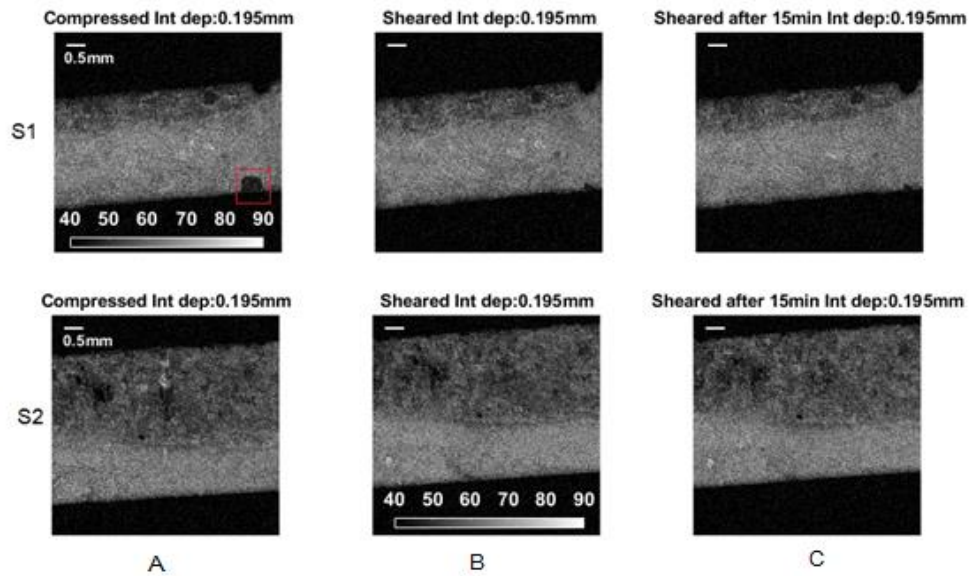 Compressed Int dep:0.195mm
Sheared Int dep:0.195mm
Sheared after 15min Int dep:0.195mm
0.5mm
S1
40 50 60 70 80 90
Compressed Int dep:0.195mm
Sheared Int dep:0.195mm
Sheared after 15min Int dep:0.195mm
0.5mm
S2
40 50 60 70 80 90
A
B
C